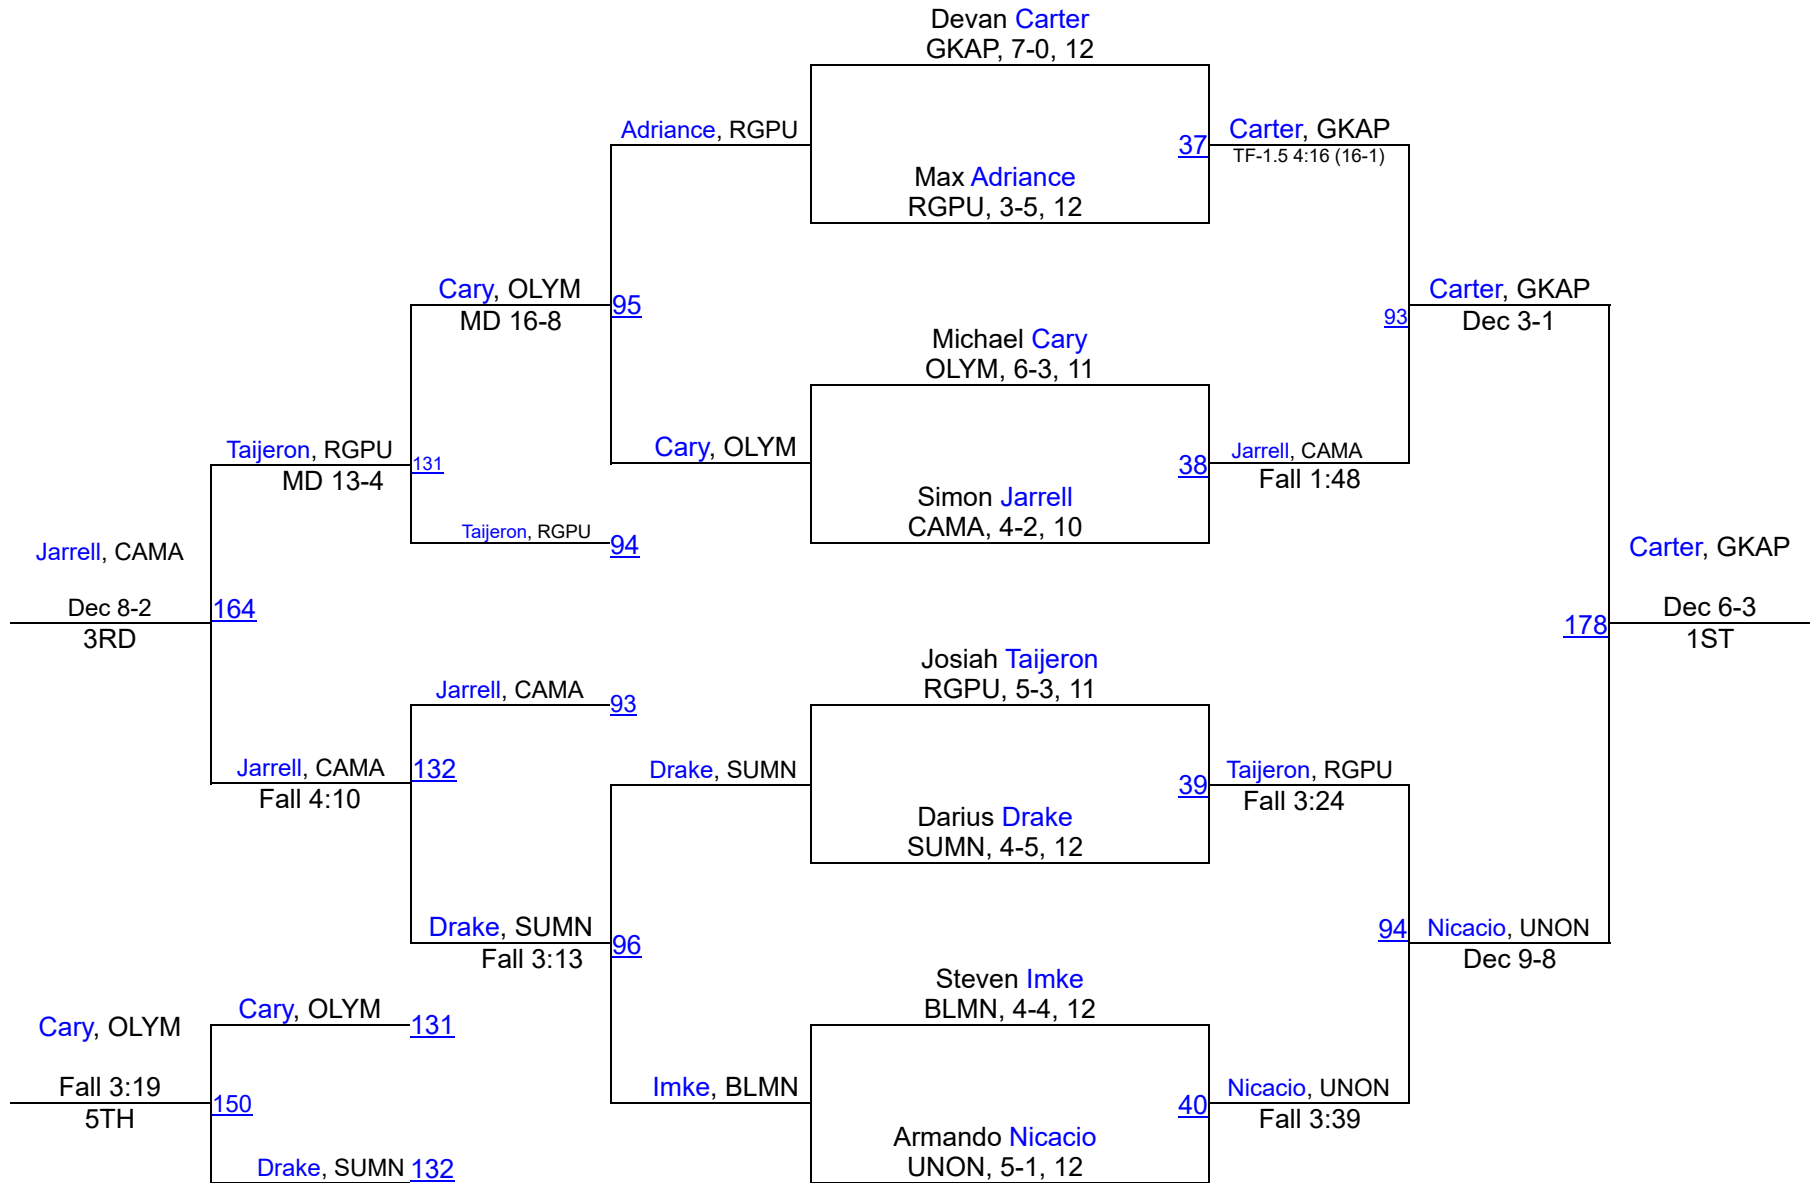 Devan Carter
GKAP, 7-0, 12
Adriance, RGPU
37
Carter, GKAP
TF-1.5 4:16 (16-1)
Max Adriance
RGPU, 3-5, 12
Cary, OLYM
MD 16-8
95
93
Carter, GKAP
Dec 3-1
Michael Cary
OLYM, 6-3, 11
Taijeron, RGPU
MD 13-4
131
Cary, OLYM
38
Jarrell, CAMA
Fall 1:48
Simon Jarrell
CAMA, 4-2, 10
Taijeron, RGPU
94
Jarrell, CAMA
Dec 8-2
3RD
164
Carter, GKAP
178
Dec 6-3
1ST
Josiah Taijeron
RGPU, 5-3, 11
Jarrell, CAMA
93
Jarrell, CAMA
Fall 4:10
132
Drake, SUMN
39
Taijeron, RGPU
Fall 3:24
Darius Drake
SUMN, 4-5, 12
Drake, SUMN
Fall 3:13
96
94
Nicacio, UNON
Dec 9-8
Steven Imke
BLMN, 4-4, 12
Cary, OLYM
131
Cary, OLYM
Fall 3:19
5TH
150
Imke, BLMN
40
Nicacio, UNON
Fall 3:39
Armando Nicacio
UNON, 5-1, 12
Drake, SUMN
132